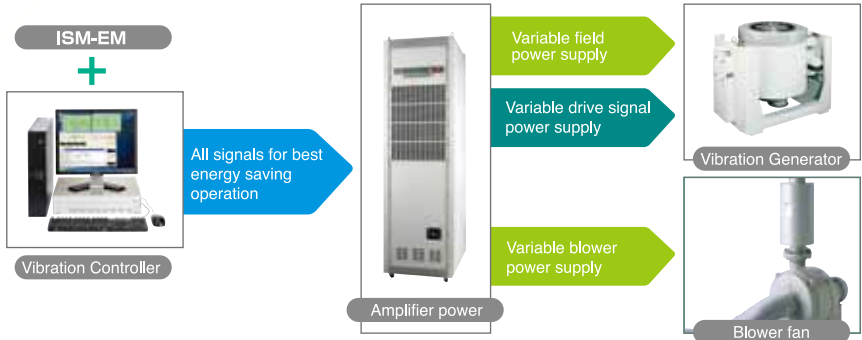 ISM-EM
+
Vibration Controller
All signals for best
energy saving
operation
Amplifier power
Variable field
power supply
Variable drive signal
power supply
Variable blower
power supply
Vibration Generator
Blower fan